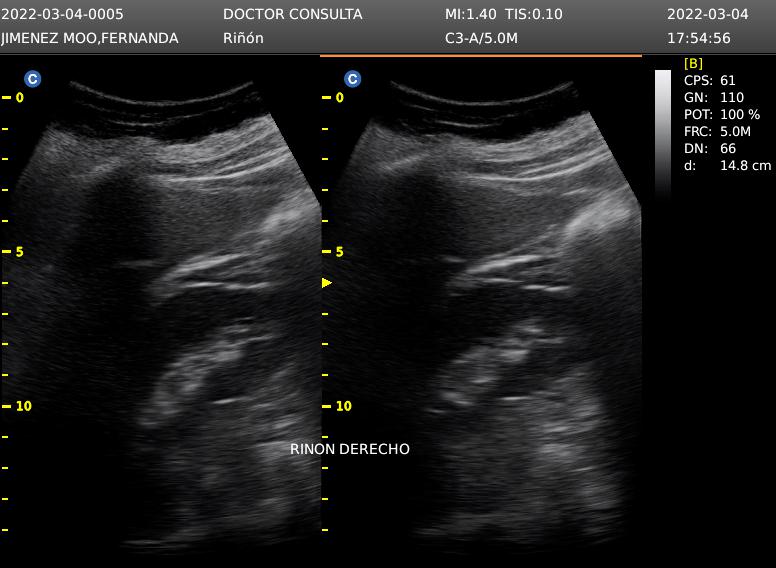 2022-03-04-0005 DOCTOR CONSULTA MI:1.40 TIS:0.10 2022-03-04
JIMENEZ MOO,FERNANDA Riñón C3-A/5.0M 17:54:56
C C
[B]
CPS: 61
GN: 110
POT: 100 %
FRC: 5.0M
DN: 66
d: 14.8 cm
0 0
5 5
10 10
RINON DERECHO